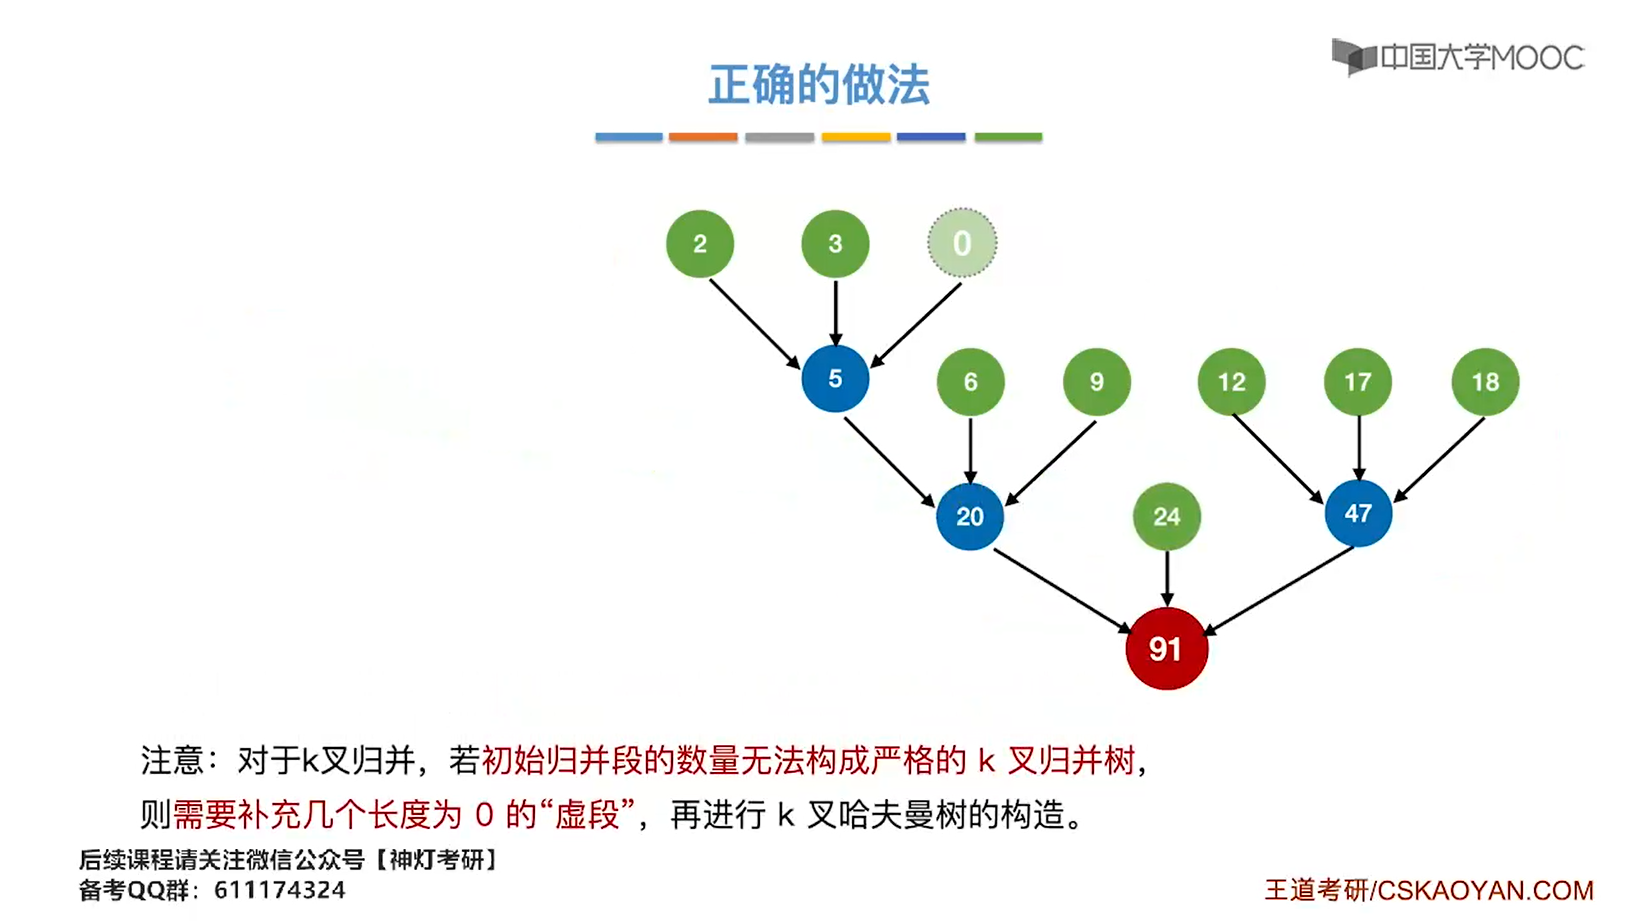 中国大学MOOC
正确的做法
2 3 0
5 6 9 12 17 18
20 24 47
91
注意：对于k叉归并，若初始归并段的数量无法构成严格的 k 叉归并树，
则需要补充几个长度为 0 的“虚段”，再进行 k 叉哈夫曼树的构造。
后续课程请关注微信公众号【神灯考研】
备考QQ群：611174324
王道考研/CSKAOYAN.COM